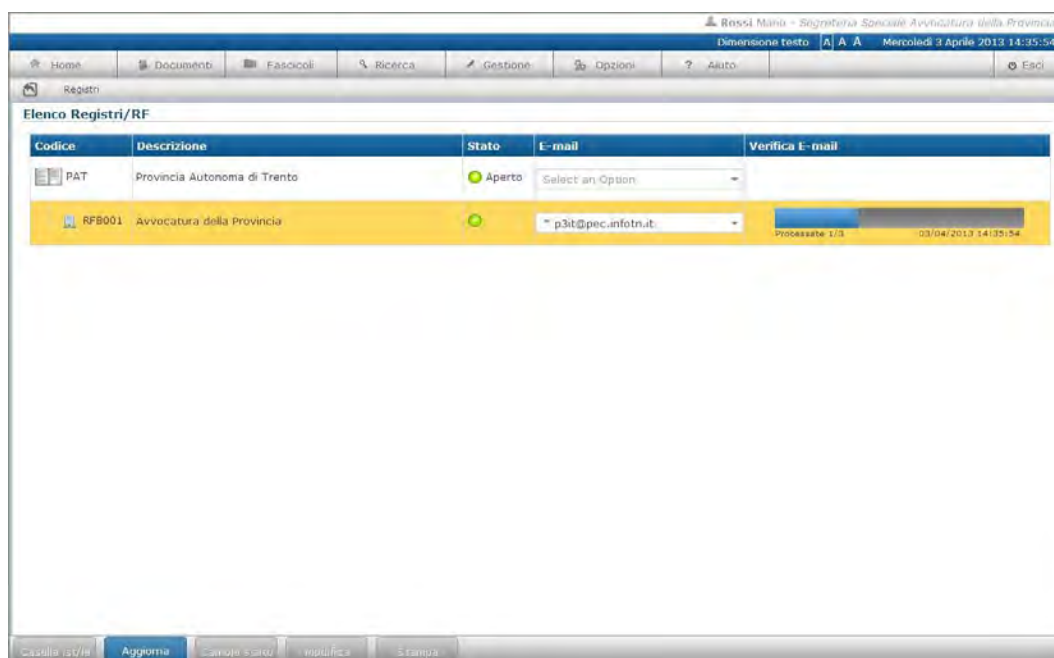 Rossi Mario - Segreteria Speciale Avvocatura della Provincia
Dimensione testo A A A Mercoledì 3 Aprile 2013 14:35:54
Home Documenti Fascicoli Ricerca Gestione Opzioni ? Aiuto Esci
Registri
Elenco Registri/RF
Codice Descrizione Stato E-mail Verifica E-mail
PAT Provincia Autonoma di Trento Aperto Select an Option
RFB001 Avvocatura della Provincia * p3it@pec.infotn.it
Processate 1/3 03/04/2013 14:35:54
Aggiorna Modifica Stampa